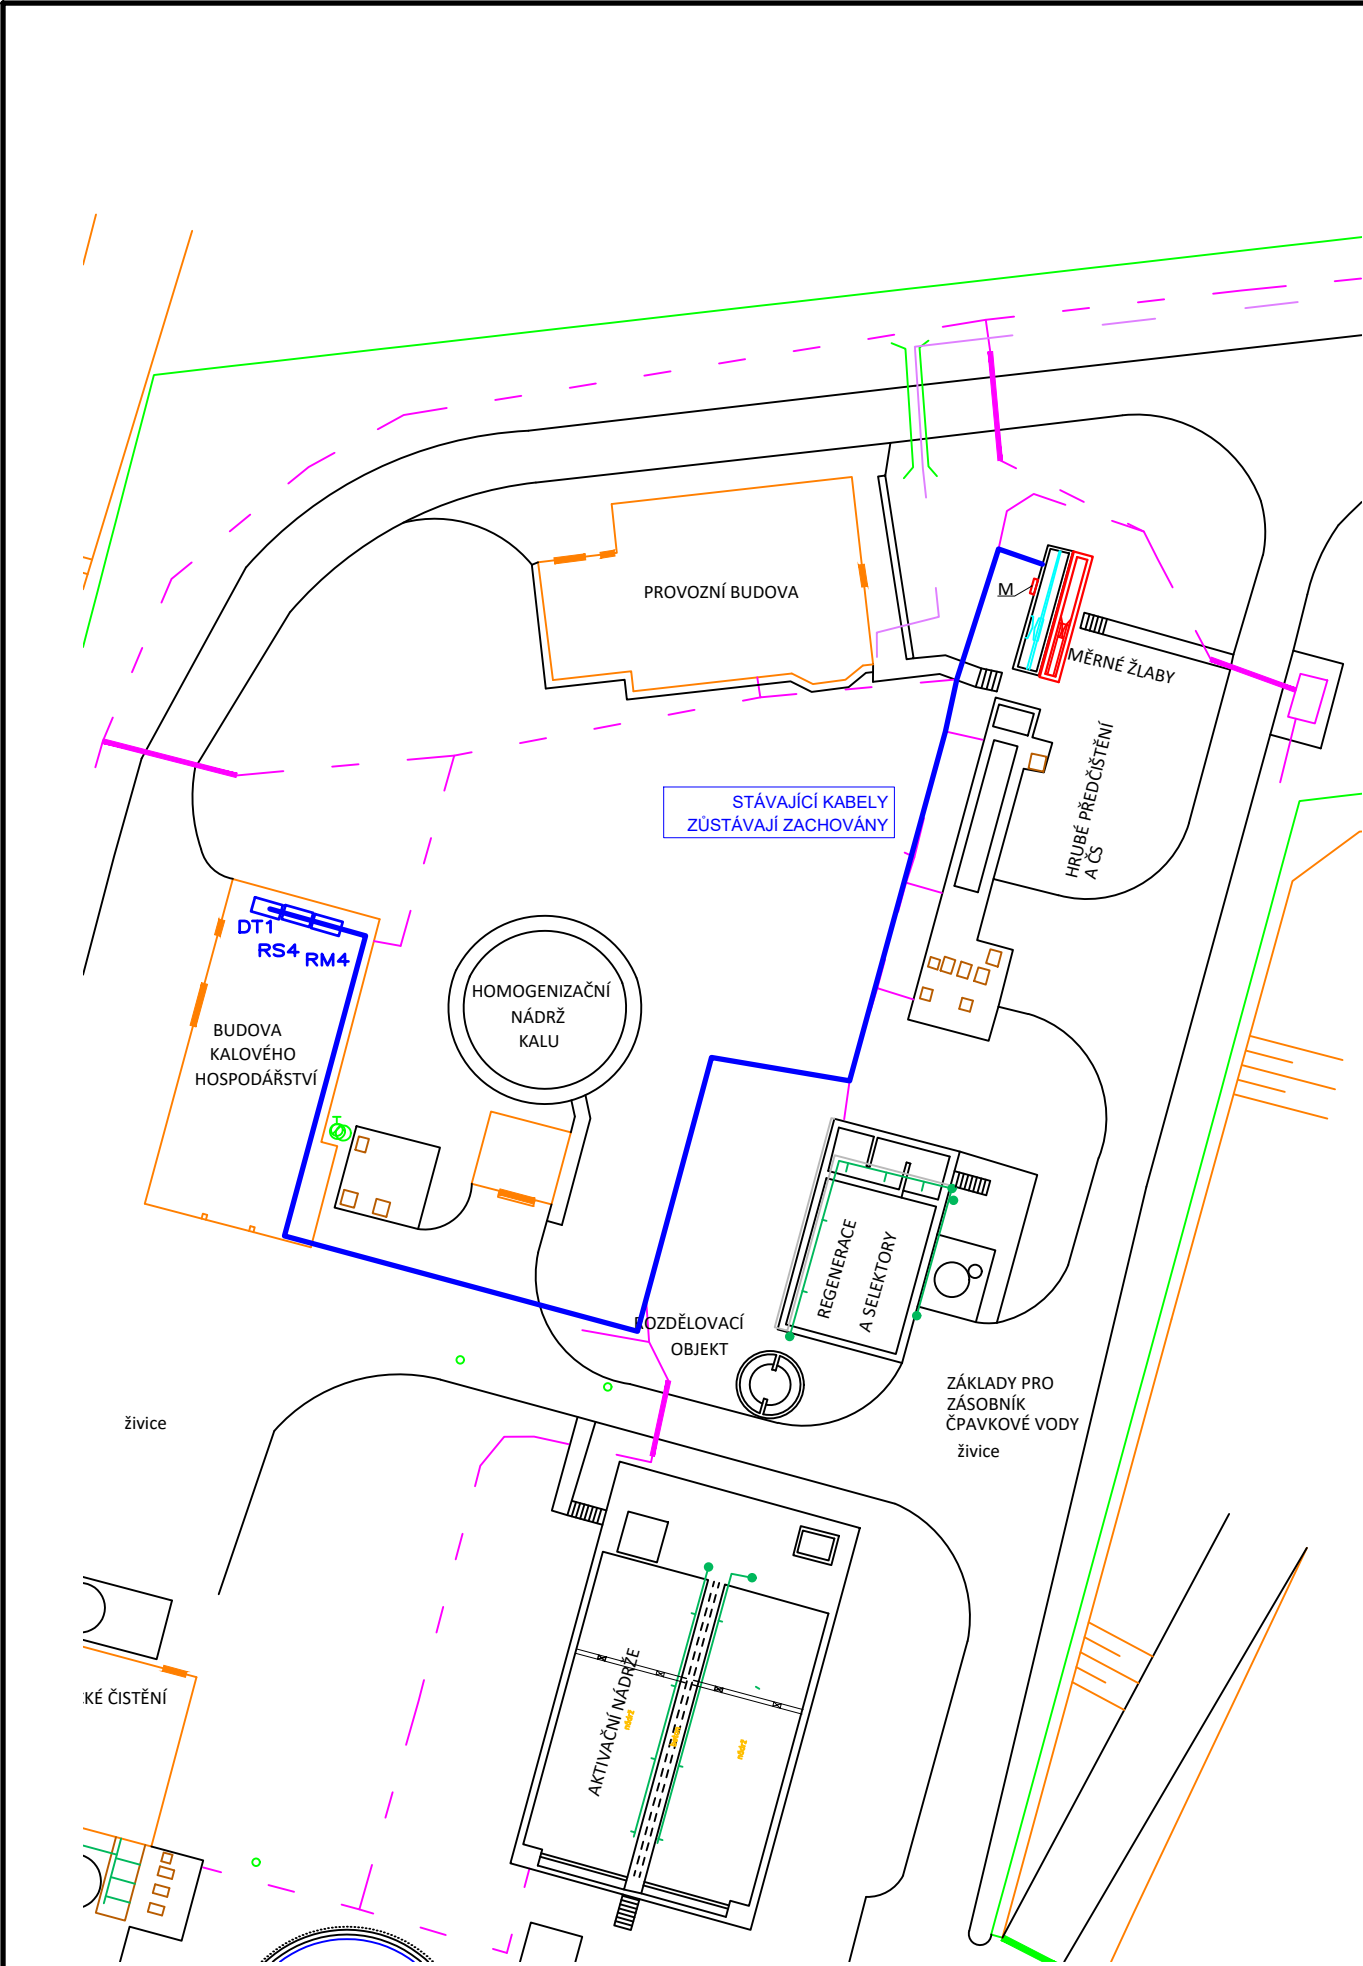 PROVOZNÍ BUDOVA
M
MĚRNÉ ŽLABY
HRUBÉ PŘEDČIŠTĚNÍ
A ČS
STÁVAJÍCÍ KABELY
ZŮSTÁVAJÍ ZACHOVÁNY
DT1
RS4
RM4
HOMOGENIZAČNÍ
NÁDRŽ
KALU
BUDOVA
KALOVÉHO
HOSPODÁŘSTVÍ
REGENERACE
A SELEKTORY
ROZDĚLOVACÍ
OBJEKT
ZÁKLADY PRO
ZÁSOBNÍK
ČPAVKOVÉ VODY
živice
živice
KÉ ČISTĚNÍ
AKTIVAČNÍ NÁDRŽE